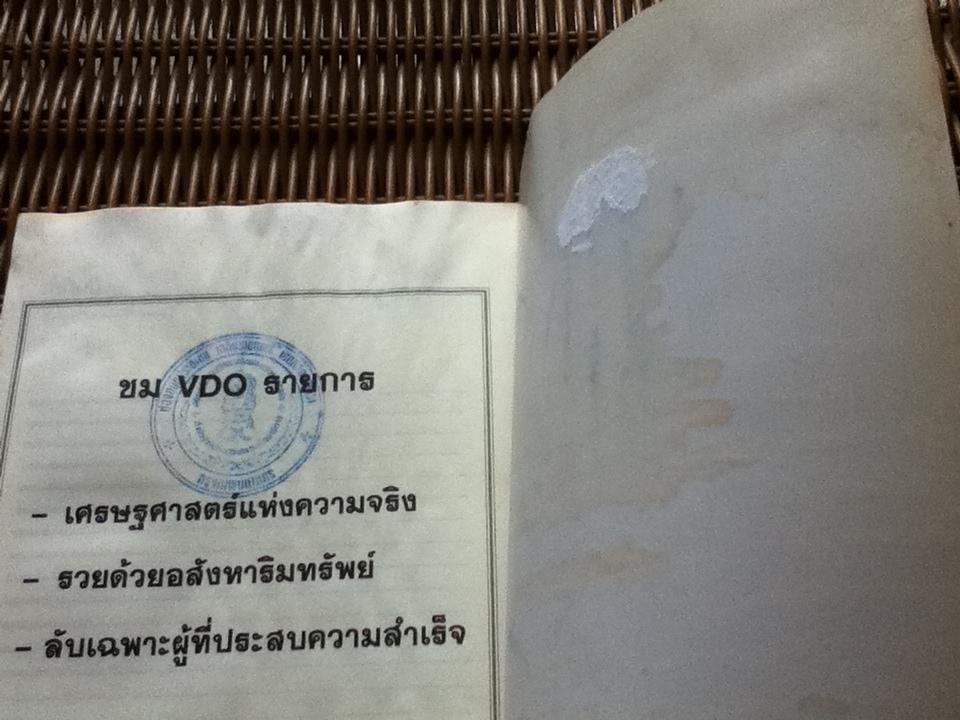 ชม VDO รายการ
- เศรษฐศาสตร์แห่งความจริง
- รวยด้วยอสังหาริมทรัพย์
- ลับเฉพาะผู้ที่ประสบความสำเร็จ